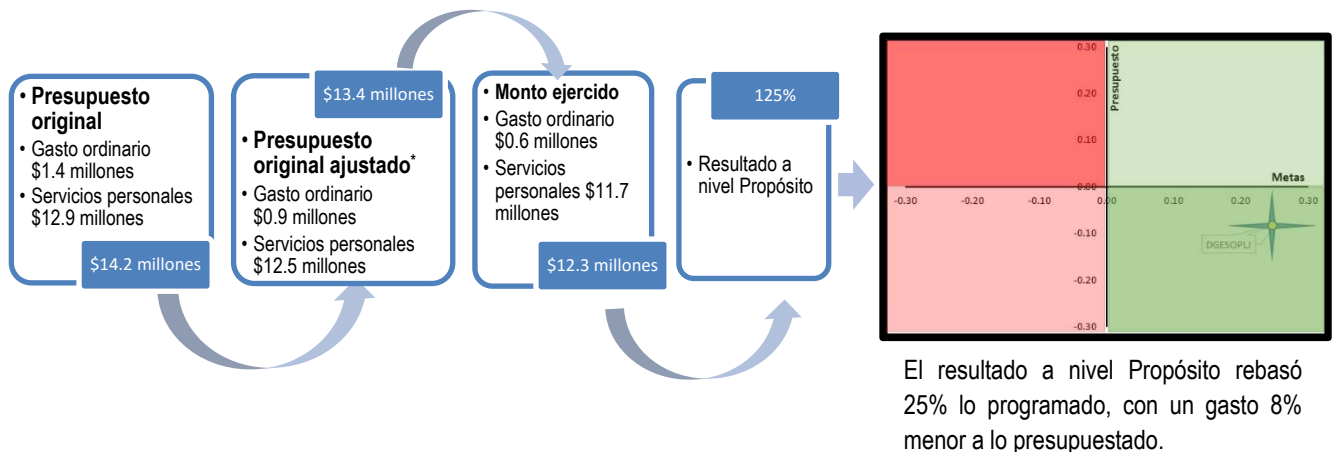 • Presupuesto
original
• Gasto ordinario
$1.4 millones
• Servicios personales
$12.9 millones
$14.2 millones
$13.4 millones
• Presupuesto
original ajustado*
• Gasto ordinario
$0.9 millones
• Servicios personales
$12.5 millones
• Monto ejercido
• Gasto ordinario
$0.6 millones
• Servicios
personales $11.7
millones
$12.3 millones
125%
• Resultado a
nivel Propósito
Presupuesto
0.30
0.20
0.10
0.00
-0.10
-0.20
-0.30
Metas
-0.30
-0.20
-0.10
0.00
0.10
0.20
0.30
DGESOPIJ
El resultado a nivel Propósito rebasó
25% lo programado, con un gasto 8%
menor a lo presupuestado.